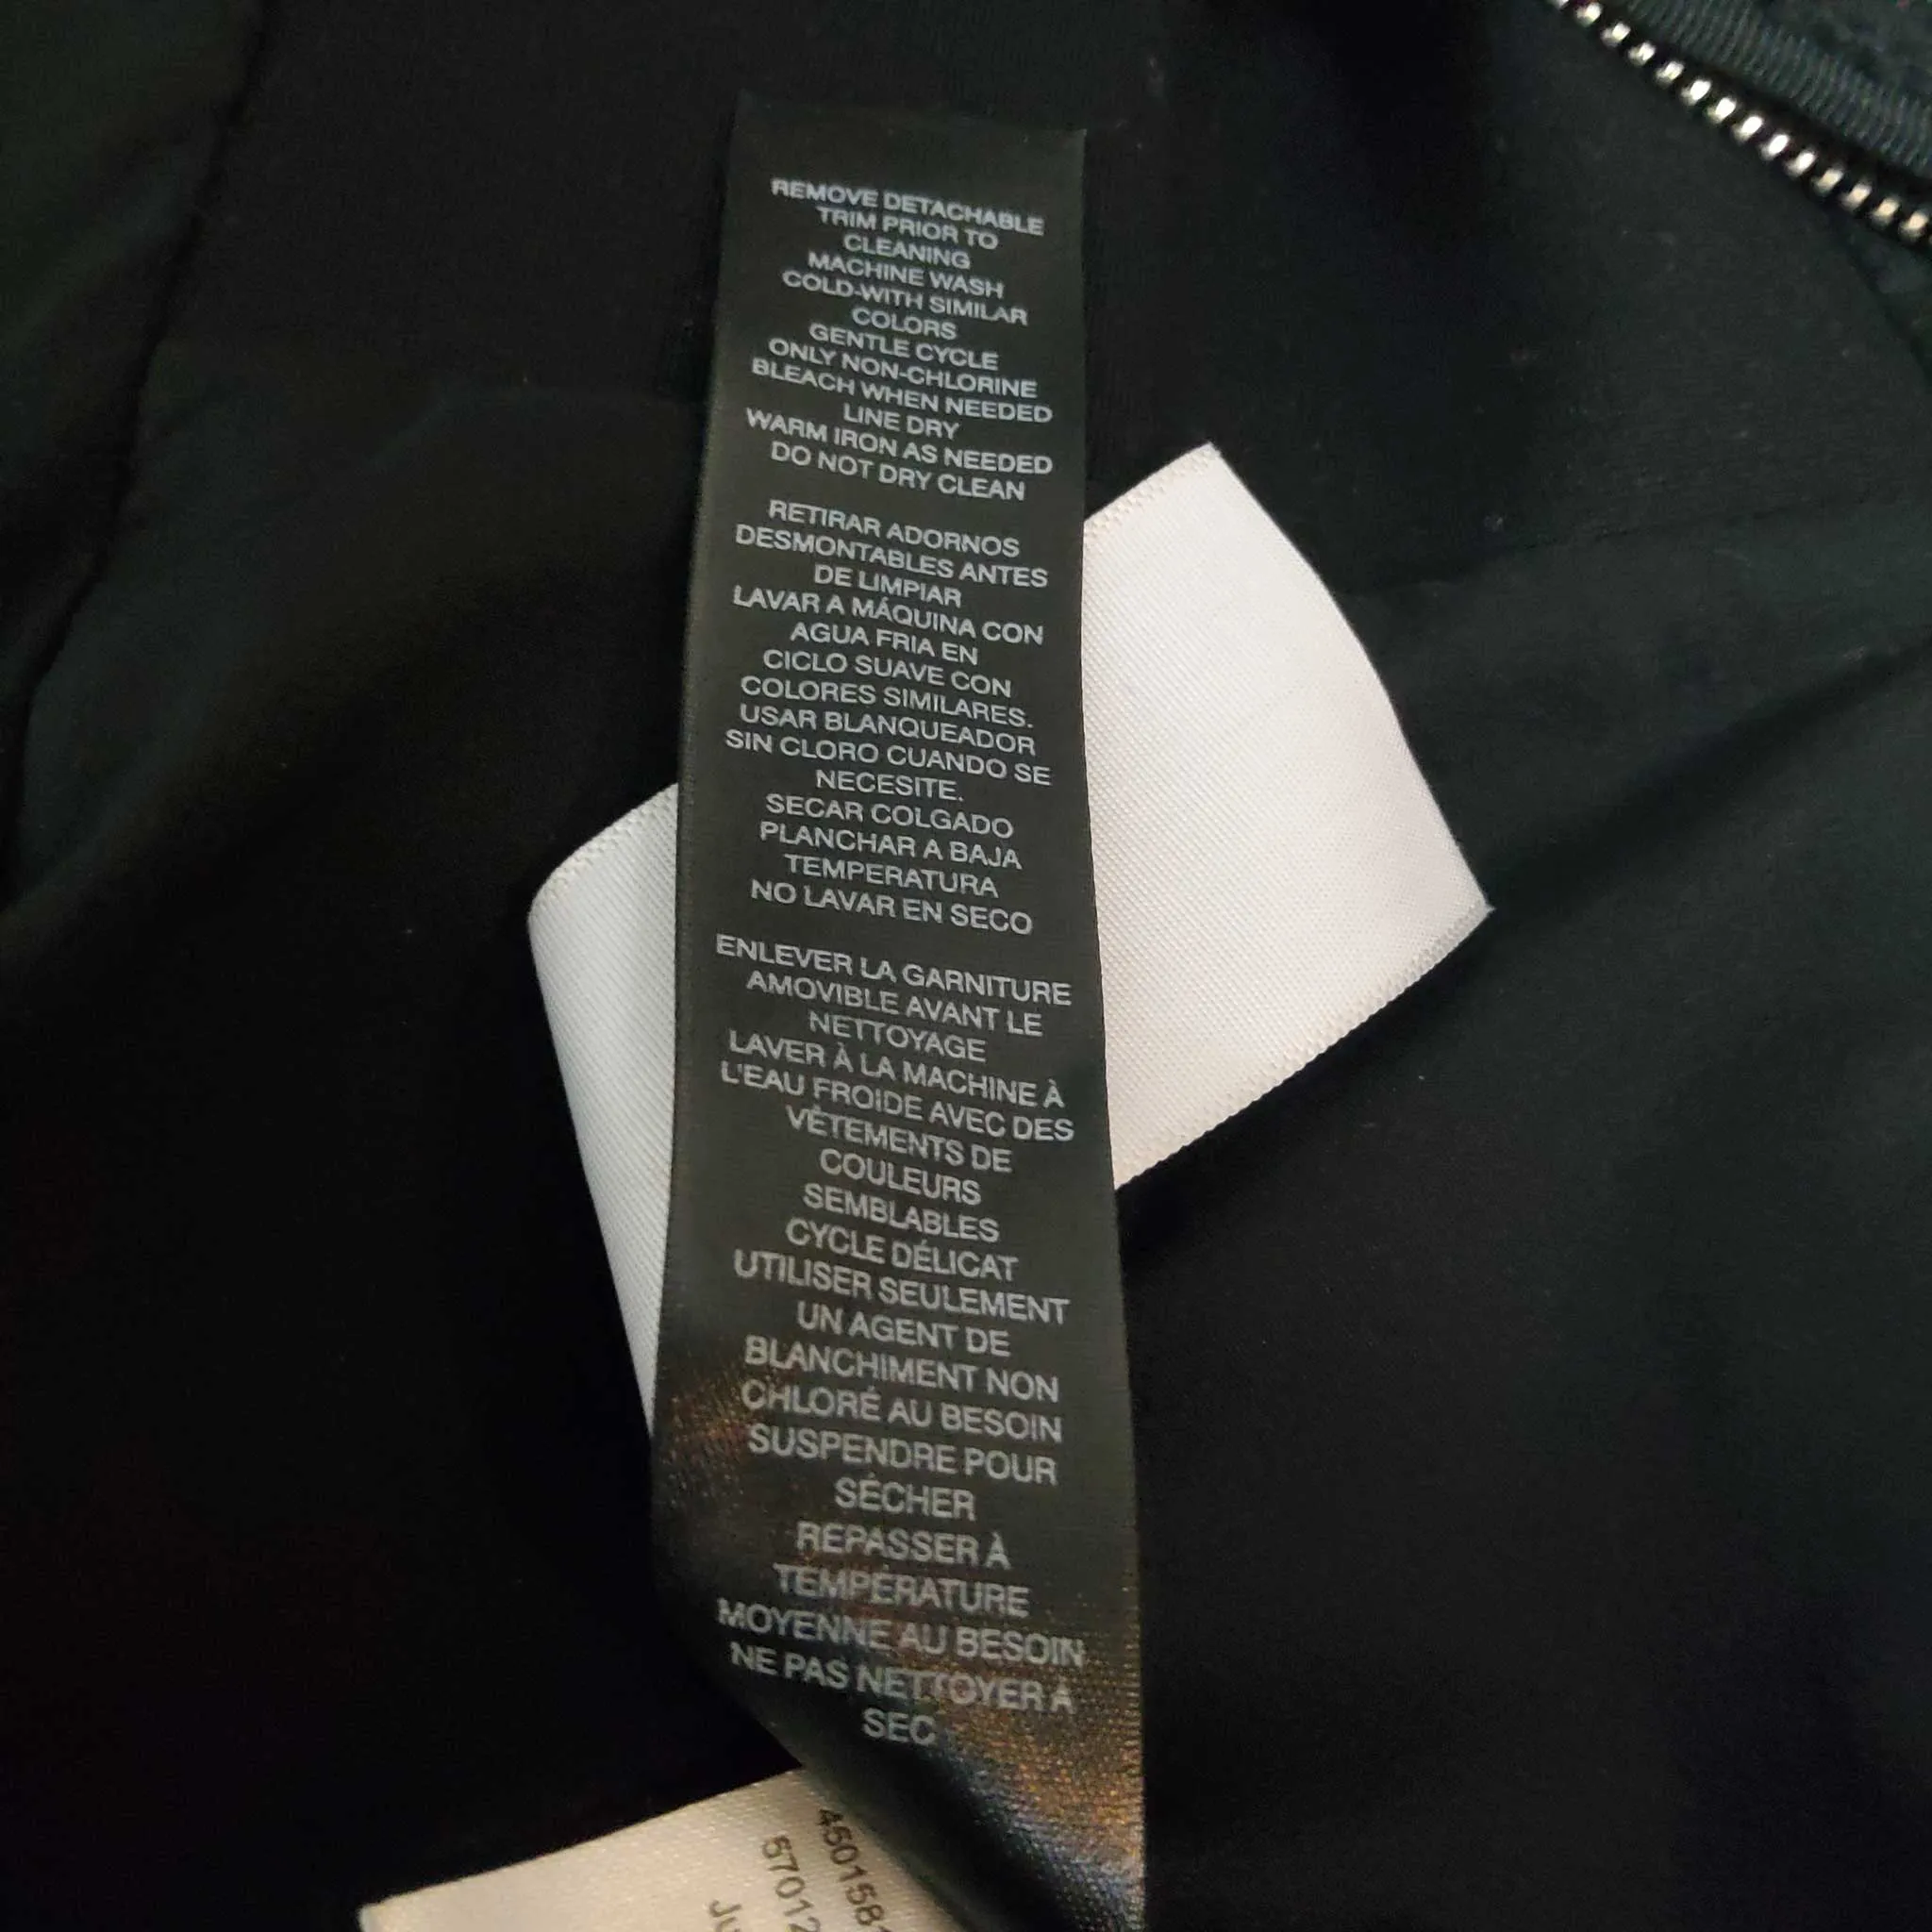 REMOVE DETACHABLE
TRIM PRIOR TO
CLEANING
MACHINE WASH
COLD-WITH SIMILAR
COLORS
GENTLE CYCLE
ONLY NON-CHLORINE
BLEACH WHEN NEEDED
LINE DRY
WARM IRON AS NEEDED
DO NOT DRY CLEAN
RETIRAR ADORNOS
DESMONTABLES ANTES
DE LIMPIAR
LAVAR A MÁQUINA CON
AGUA FRIA EN
CICLO SUAVE CON
COLORES SIMILARES.
USAR BLANQUEADOR
SIN CLORO CUANDO SE
NECESITE.
SECAR COLGADO
PLANCHAR A BAJA
TEMPERATURA
NO LAVAR EN SECO
ENLEVER LA GARNITURE
AMOVIBLE AVANT LE
NETTOYAGE
LAVER À LA MACHINE À
L'EAU FROIDE AVEC DES
VÊTEMENTS DE
COULEURS
SEMBLABLES
CYCLE DÉLICAT
UTILISER SEULEMENT
UN AGENT DE
BLANCHIMENT NON
CHLORÉ AU BESOIN
SUSPENDRE POUR
SÉCHER
REPASSER À
TEMPÉRATURE
MOYENNE AU BESOIN
NE PAS NETTOYER À
SEC
450158
57012
Ju